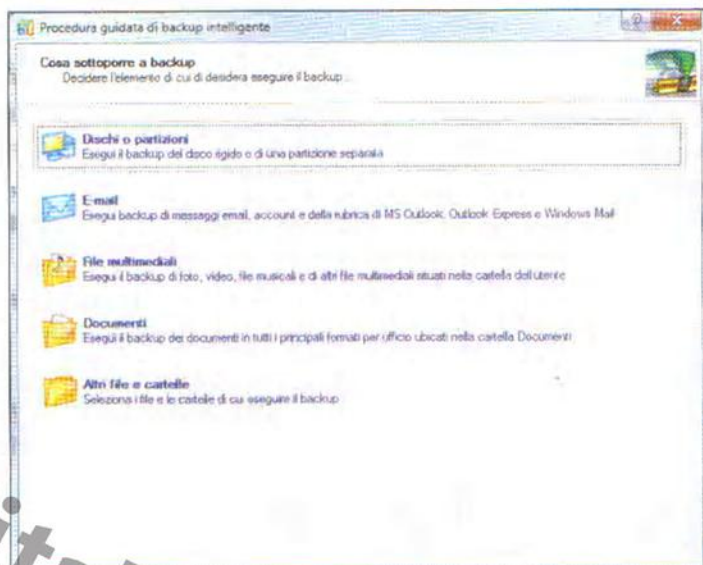 Procedura guidata di backup intelligente
Cosa sottoporre a backup
Decidere l'elemento di cui di desidera eseguire il backup...
Dischi o partizioni
Esegui il backup del disco rigido o di una partizione separata
E-mail
Esegui backup di messaggi email, account e della rubrica di MS Outlook, Outlook Express e Windows Mail
File multimediali
Esegui il backup di foto, video, file musicali e di altri file multimediali situati nella cartella dell'utente
Documenti
Esegui il backup dei documenti in tutti i principali formati per ufficio ubicati nella cartella Documenti
Altri file e cartelle
Seleziona i file e le cartelle di cui eseguire il backup